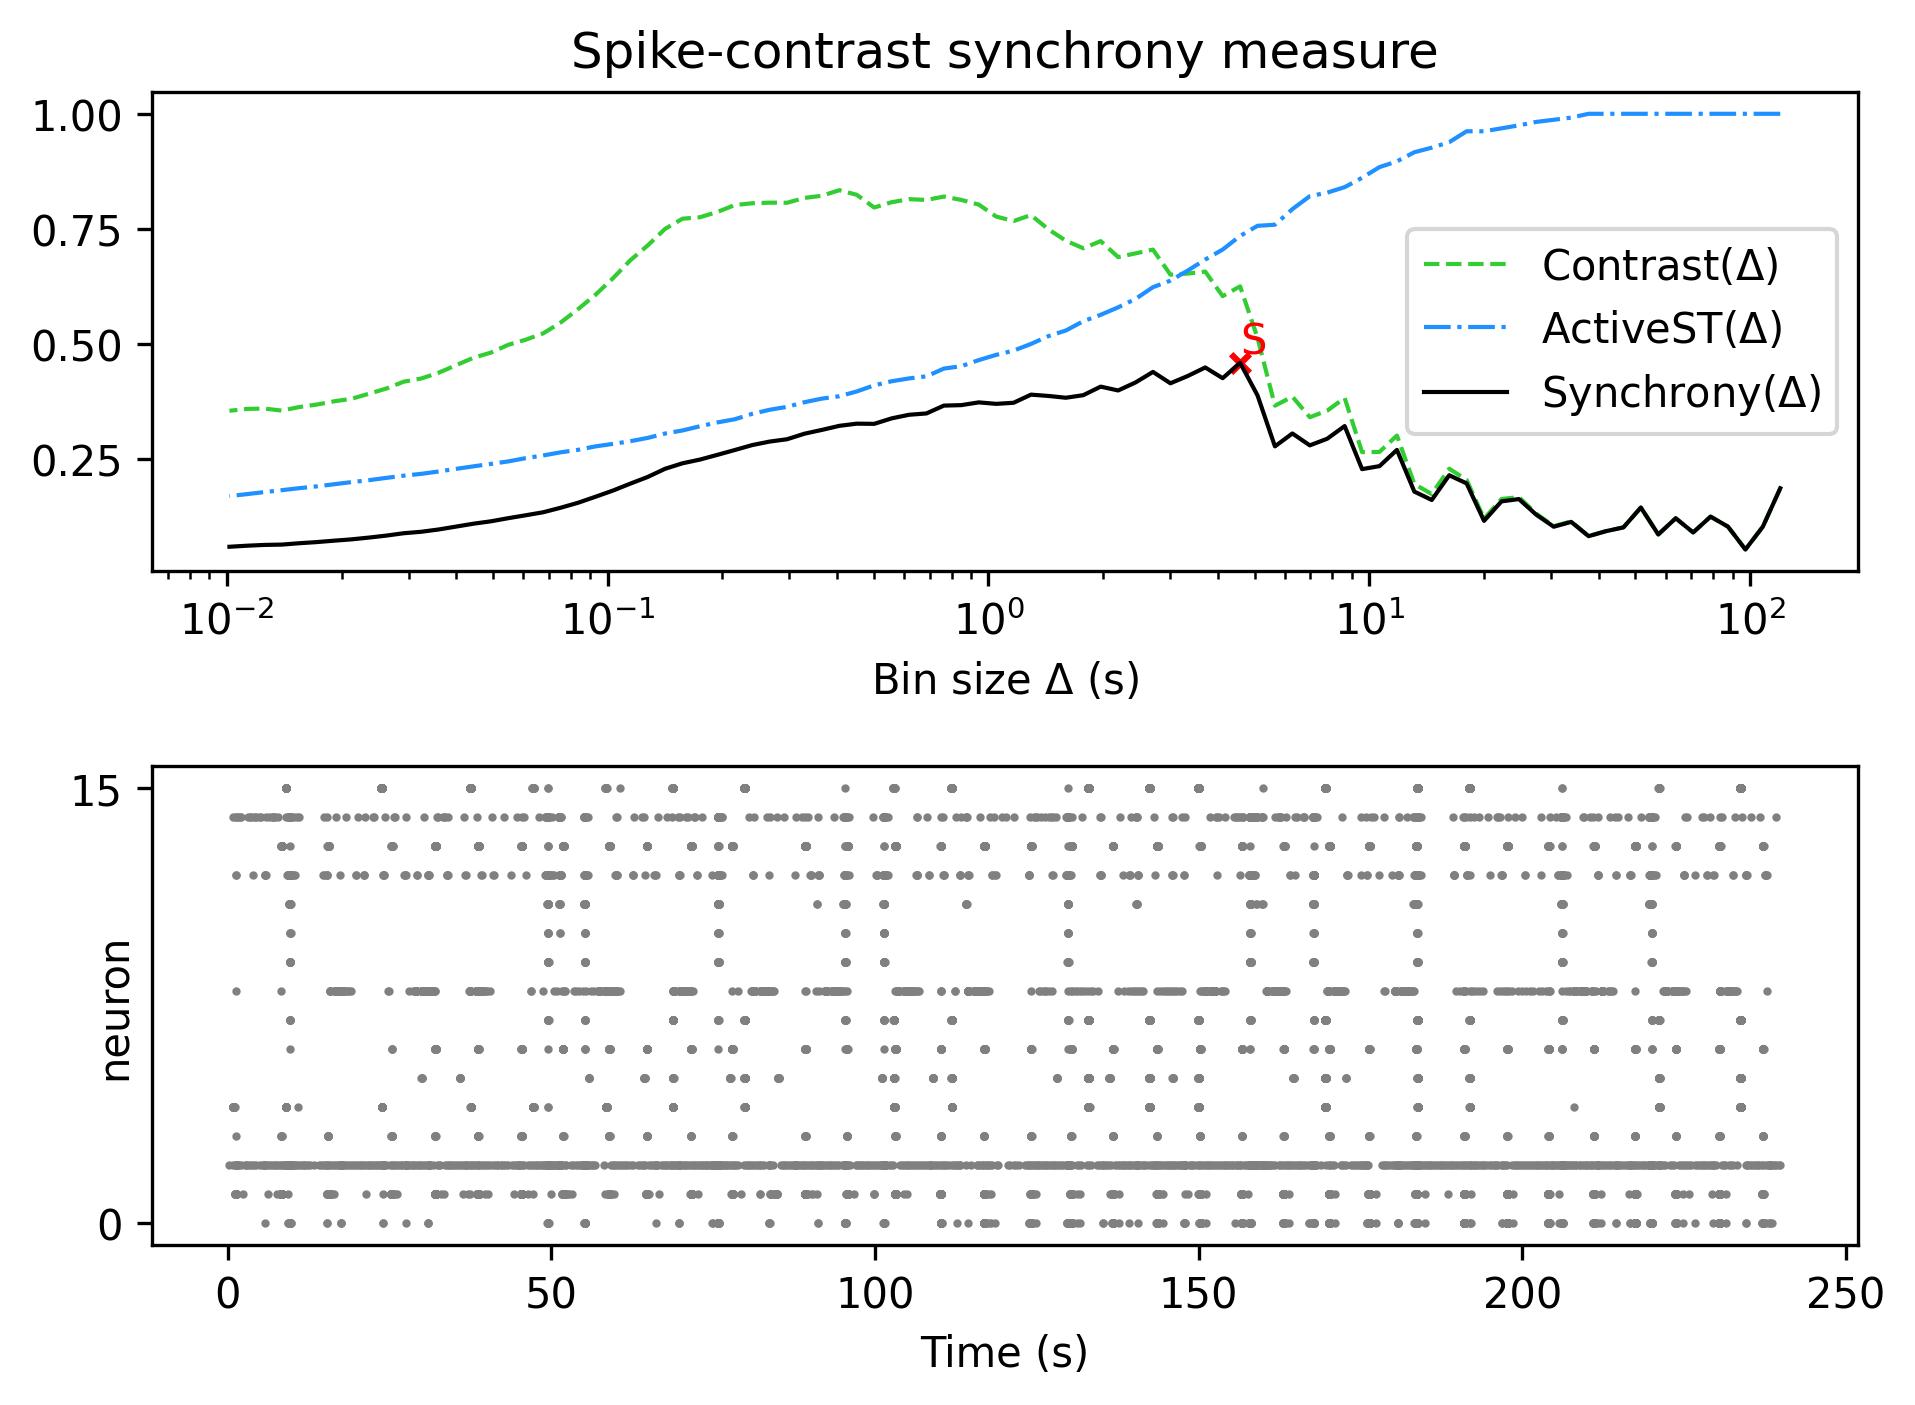 Spike-contrast synchrony measure
1.00
0.75
0.50
0.25
S
Contrast(Δ)
ActiveST(Δ)
Synchrony(Δ)
10⁻² 10⁻¹ 10⁰ 10¹ 10²
Bin size Δ (s)
15
neuron
0
0 50 100 150 200 250
Time (s)